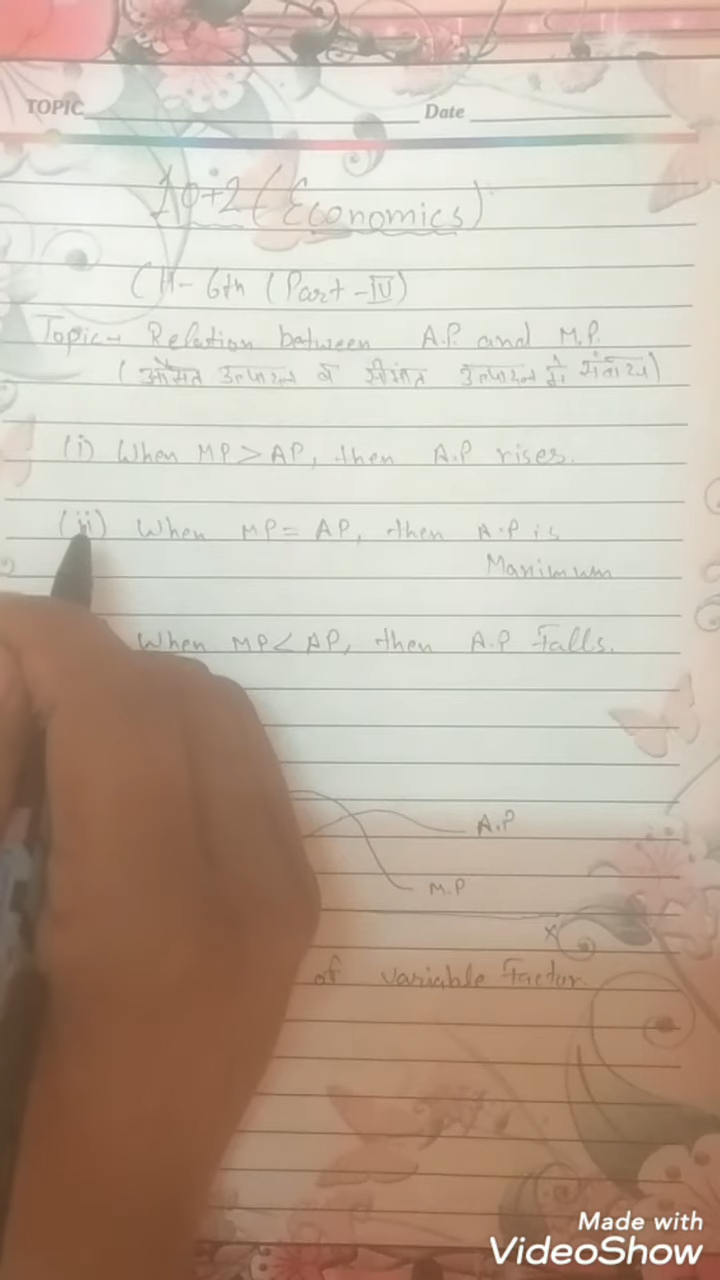 TOPIC Date
10+2 (Economics)
CH- 6th (Part -IV)
Topic- Relation between A.P. and M.P.
(औसत उत्पादन व सीमांत उत्पादन में संबंध)
(i) When MP > AP, then A.P rises.
(ii) When MP = AP, then A.P is
Manimum
When MP < AP, then A.P Falls.
A.P
M.P
X
of variable Factor.
Made with
VideoShow